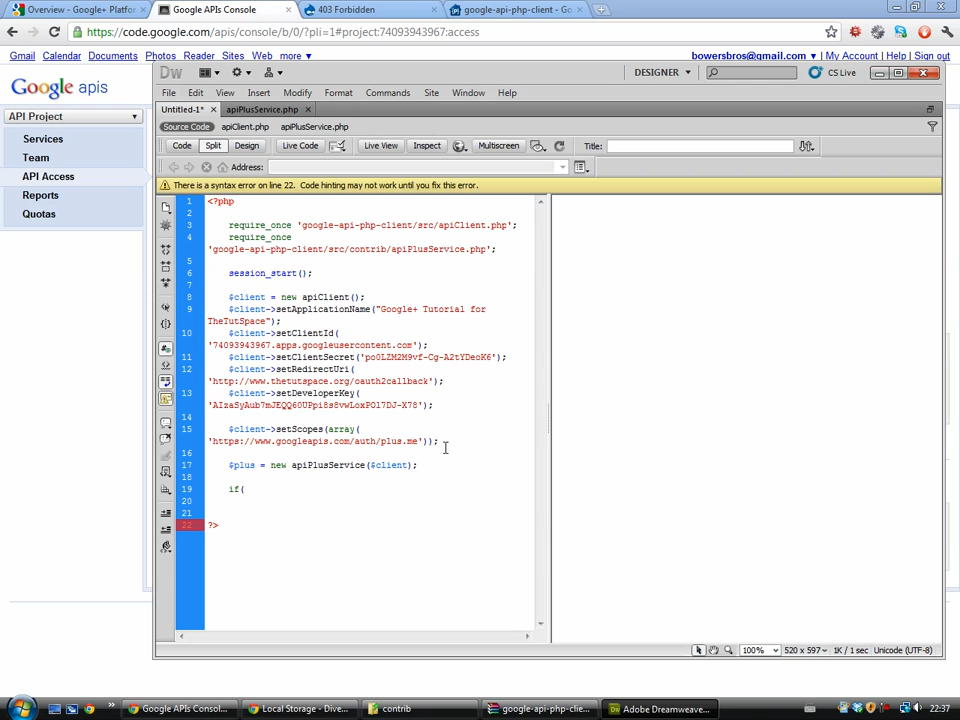 Overview - Google+ Platfor
Google APIs Console
403 Forbidden
google-api-php-client - Go
https://code.google.com/apis/console/b/0/?pli=1#project:74093943967:access
Gmail Calendar Documents Photos Reader Sites Web more ▼
bowersbros@gmail.com ▼ | My Account | Help | Sign out
Google apis
API Project
Services
Team
API Access
Reports
Quotas
Dw
DESIGNER
CS Live
File Edit View Insert Modify Format Commands Site Window Help
Untitled-1* apiPlusService.php
Source Code apiClient.php apiPlusService.php
Code Split Design Live Code Live View Inspect Multiscreen Title:
Address:
There is a syntax error on line 22. Code hinting may not work until you fix this error.
1 <?php
2
3 require_once 'google-api-php-client/src/apiClient.php';
4 require_once
'google-api-php-client/src/contrib/apiPlusService.php';
5
6 session_start();
7
8 $client = new apiClient();
9 $client->setApplicationName("Google+ Tutorial for
TheTutSpace");
10 $client->setClientId(
'74093943967.apps.googleusercontent.com');
11 $client->setClientSecret('po0LZM2M9vf-Cg-A2tYDeoK6');
12 $client->setRedirectUri(
'http://www.thetutspace.org/oauth2callback');
13 $client->setDeveloperKey(
'AIzaSyAub7mJEQQ60UPpi8s8vwLoxPOl7DJ-X78');
14
15 $client->setScopes(array(
'https://www.googleapis.com/auth/plus.me'));
16
17 $plus = new apiPlusService($client);
18
19 if(
20
21
22 ?>
100% 520 x 597 1K / 1 sec Unicode (UTF-8)
Google APIs Consol...
Local Storage - Dive...
contrib
google-api-php-clie...
Adobe Dreamweave...
22:37